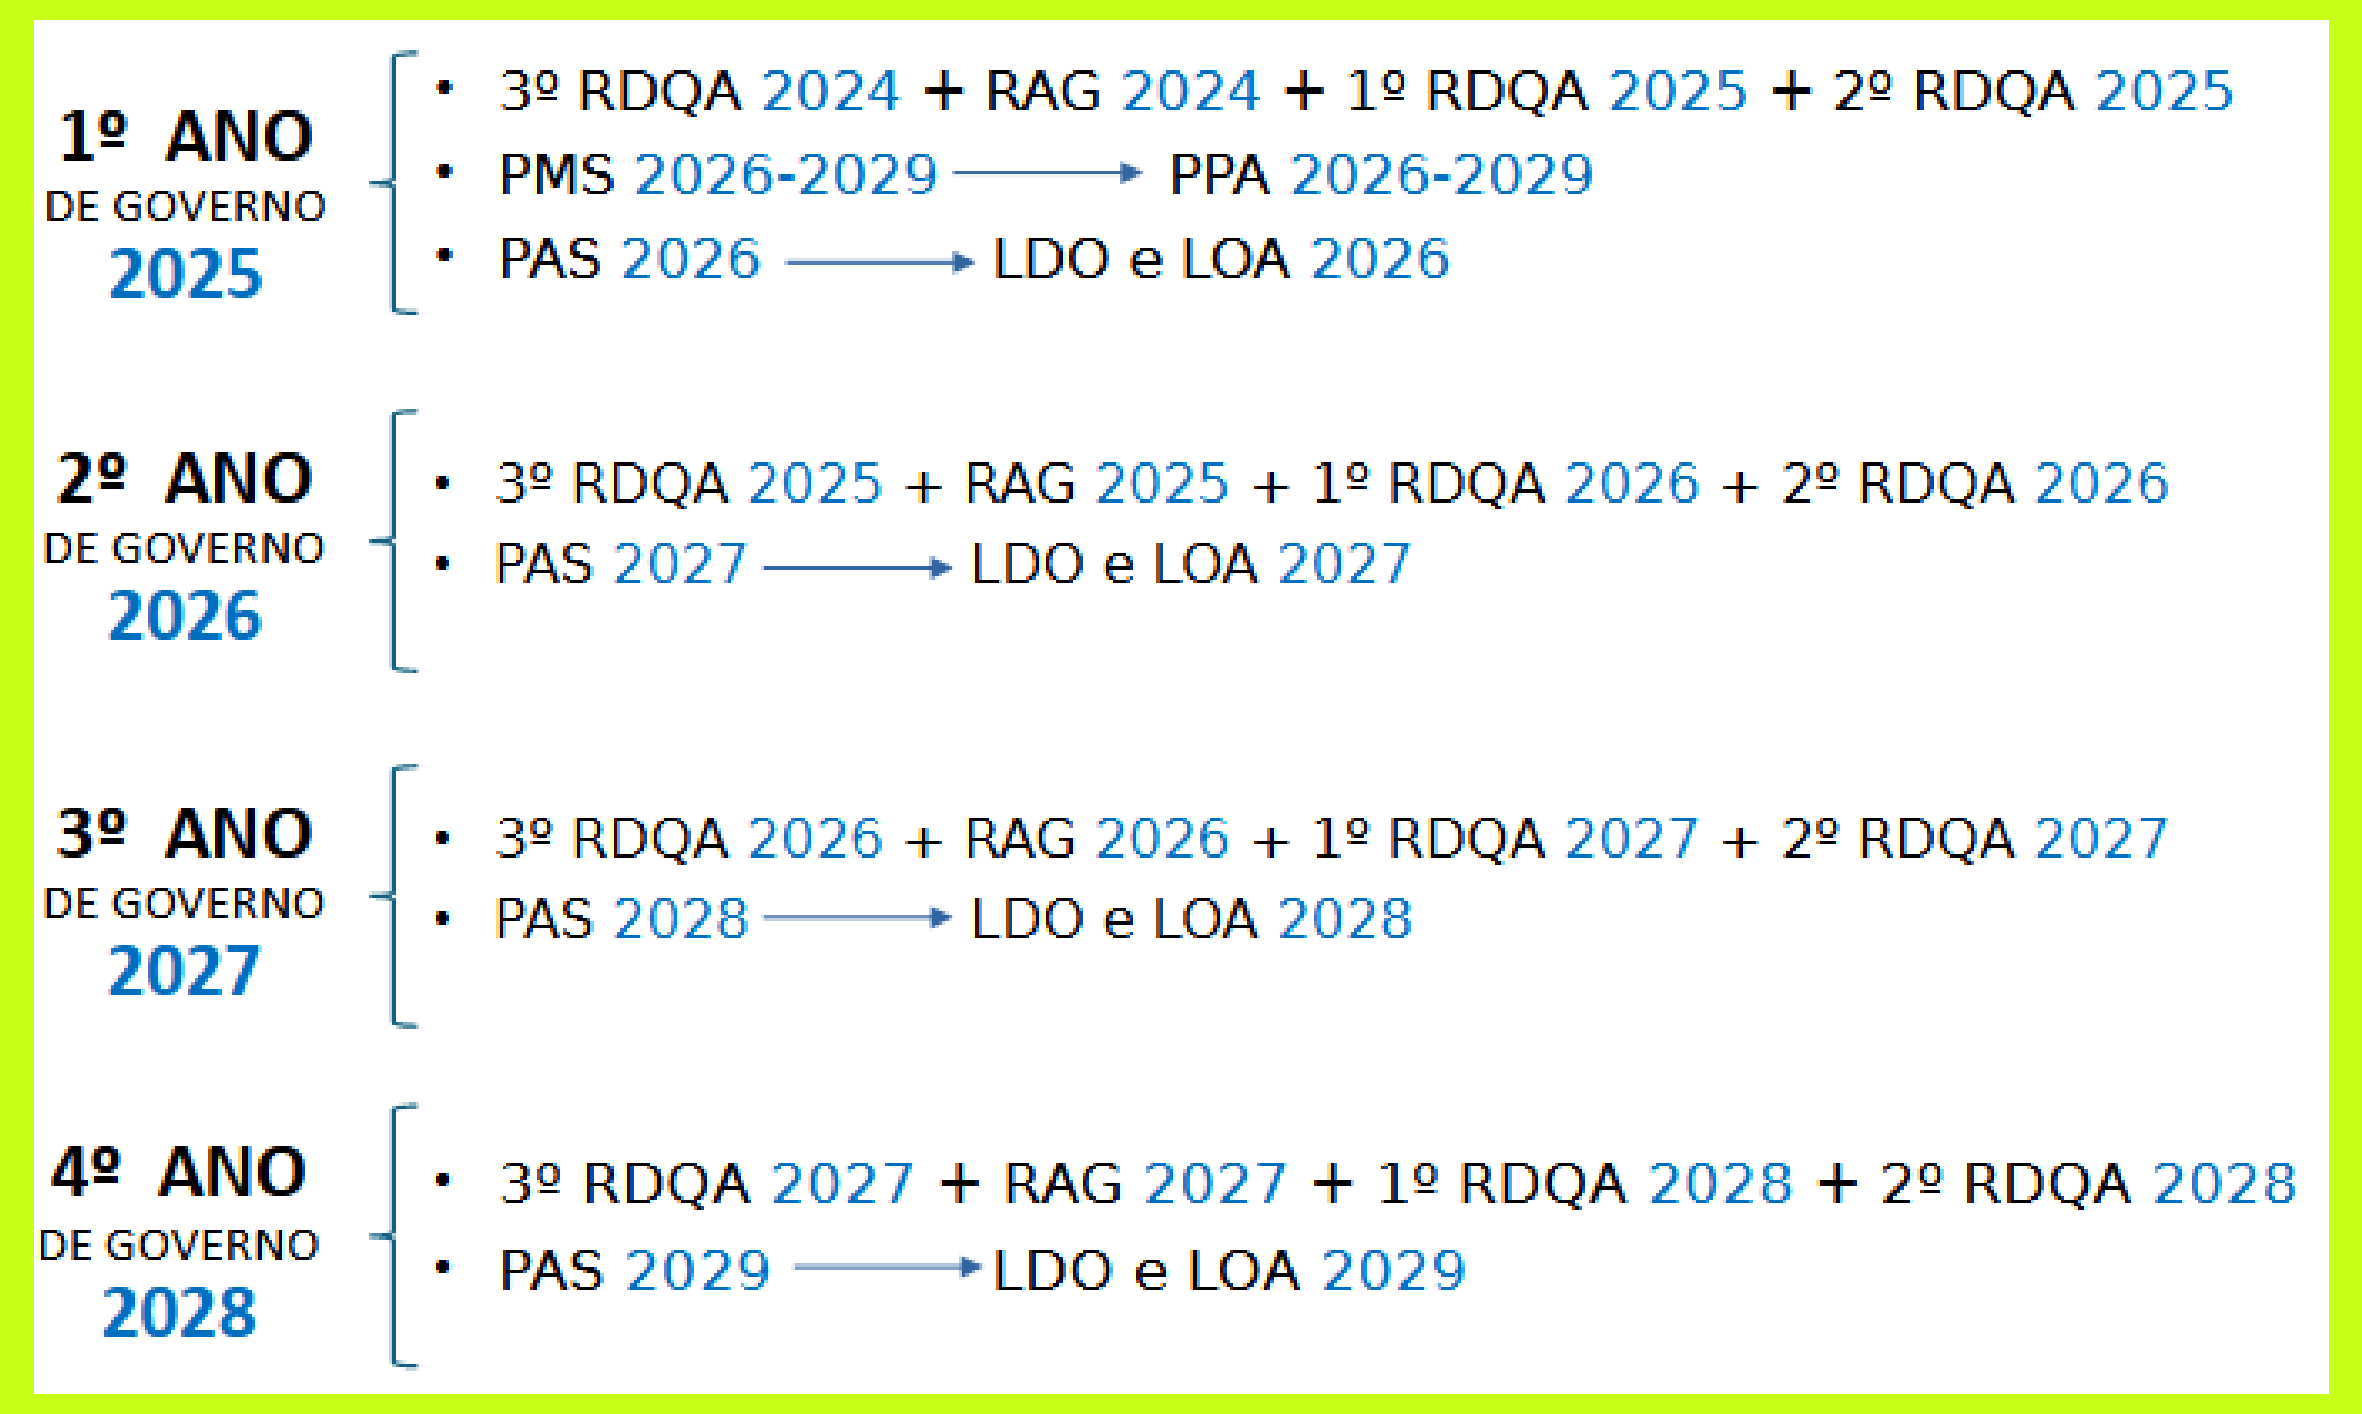 1º ANO
DE GOVERNO
2025
• 3º RDQA 2024 + RAG 2024 + 1º RDQA 2025 + 2º RDQA 2025
• PMS 2026-2029 → PPA 2026-2029
• PAS 2026 → LDO e LOA 2026
2º ANO
DE GOVERNO
2026
• 3º RDQA 2025 + RAG 2025 + 1º RDQA 2026 + 2º RDQA 2026
• PAS 2027 → LDO e LOA 2027
3º ANO
DE GOVERNO
2027
• 3º RDQA 2026 + RAG 2026 + 1º RDQA 2027 + 2º RDQA 2027
• PAS 2028 → LDO e LOA 2028
4º ANO
DE GOVERNO
2028
• 3º RDQA 2027 + RAG 2027 + 1º RDQA 2028 + 2º RDQA 2028
• PAS 2029 → LDO e LOA 2029